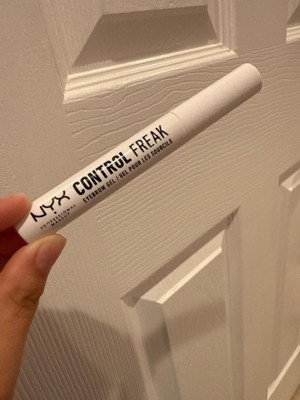 NYX
PROFESSIONAL
MAKEUP
CONTROL FREAK
EYEBROW GEL / GEL POUR LES SOURCILS